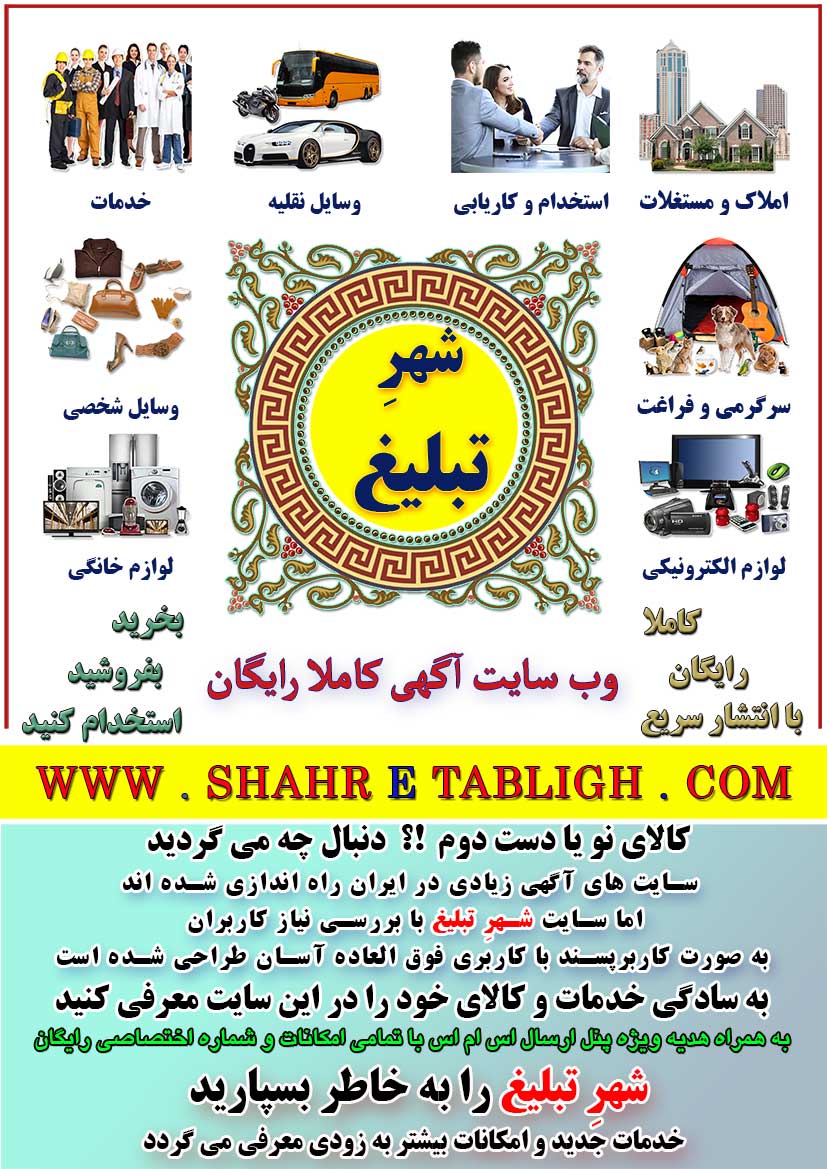 املاک و مستغلات
استخدام و کاریابی
وسایل نقلیه
خدمات
سرگرمی و فراغت
شهرِ
تبلیغ
وسایل شخصی
لوازم الکترونیکی
لوازم خانگی
کاملا
رایگان
با انتشار سریع
وب سایت آگهی کاملا رایگان
بخرید
بفروشید
استخدام کنید
WWW . SHAHR E TABLIGH . COM
کالای نو یا دست دوم !؟ دنبال چه می گردید
سایت های آگهی زیادی در ایران راه اندازی شده اند
اما سایت شهرِ تبلیغ با بررسی نیاز کاربران
به صورت کاربرپسند با کاربری فوق العاده آسان طراحی شده است
به سادگی خدمات و کالای خود را در این سایت معرفی کنید
به همراه هدیه ویژه پنل ارسال اس ام اس با تمامی امکانات و شماره اختصاصی رایگان
شهرِ تبلیغ را به خاطر بسپارید
خدمات جدید و امکانات بیشتر به زودی معرفی می گردد